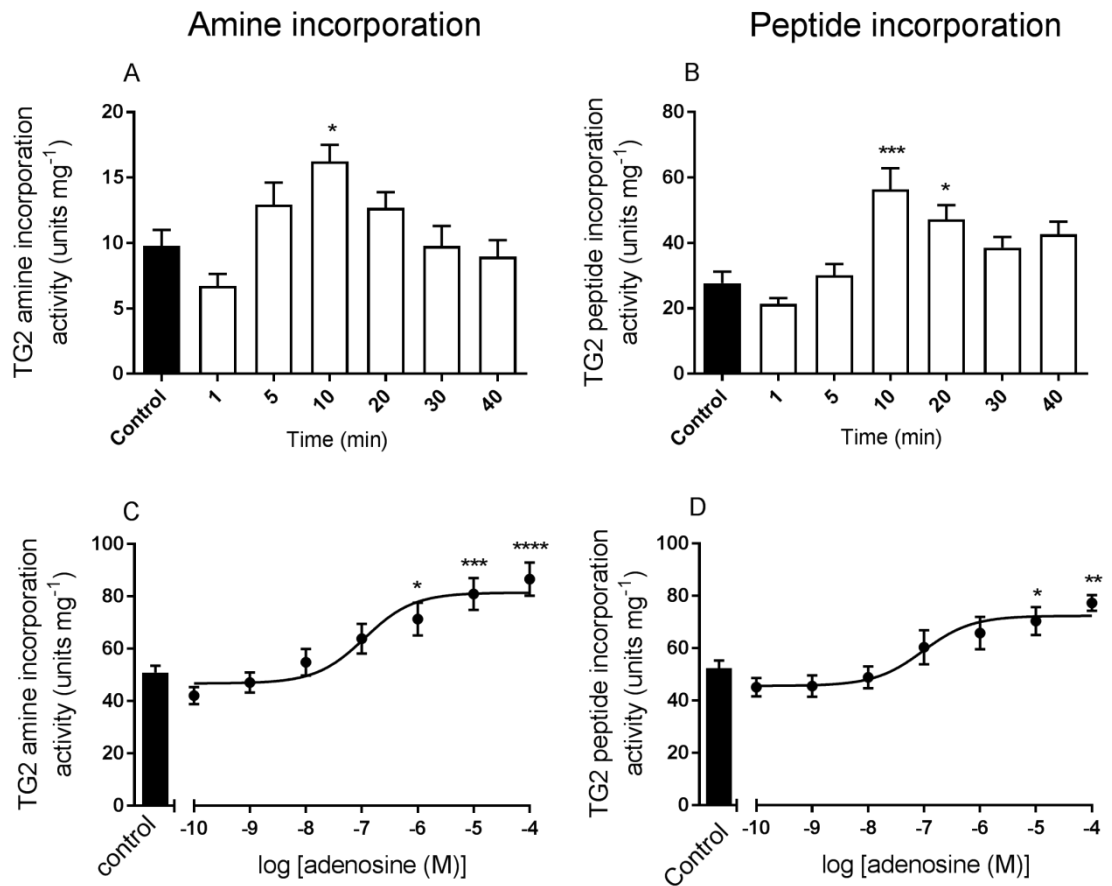 Amine incorporation
Peptide incorporation
A
TG2 amine incorporation
activity (units mg⁻¹)
20
15
10
5
0
*
Control
1
5
10
20
30
40
Time (min)
B
TG2 peptide incorporation
activity (units mg⁻¹)
80
60
40
20
0
***
*
Control
1
5
10
20
30
40
Time (min)
C
TG2 amine incorporation
activity (units mg⁻¹)
100
80
60
40
20
0
*
***
****
control
-10
-9
-8
-7
-6
-5
-4
log [adenosine (M)]
D
TG2 peptide incorporation
activity (units mg⁻¹)
100
80
60
40
20
0
*
**
Control
-10
-9
-8
-7
-6
-5
-4
log [adenosine (M)]